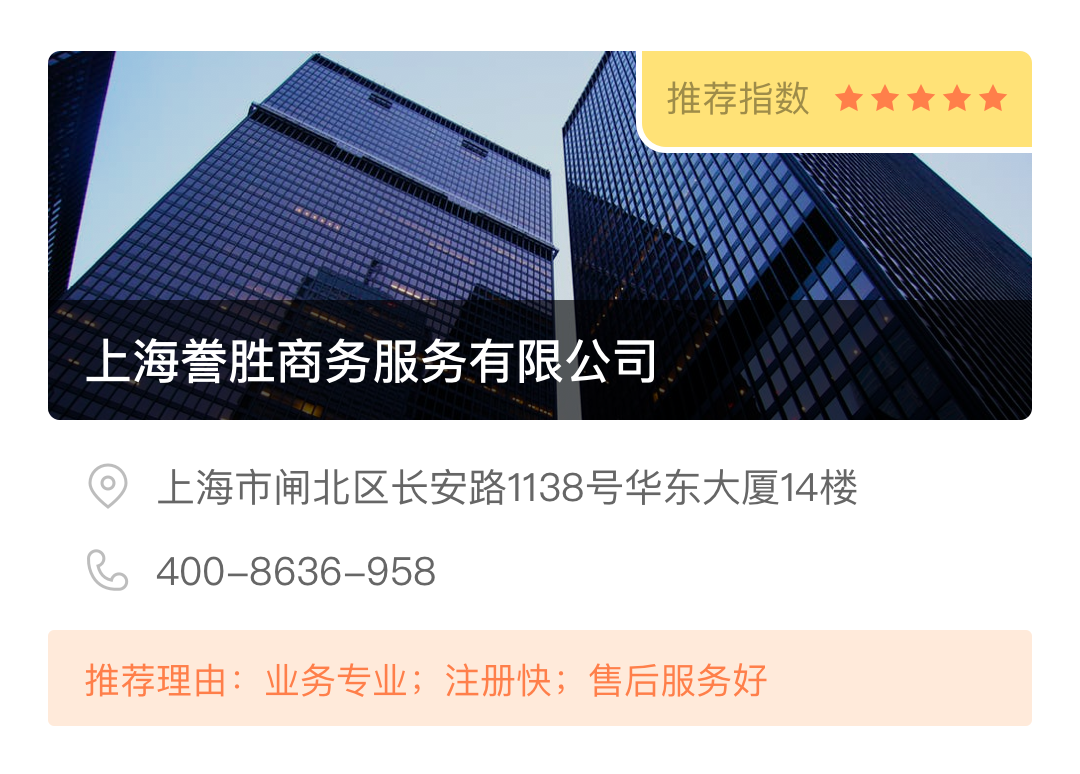 推荐指数
上海誊胜商务服务有限公司
上海市闸北区长安路1138号华东大厦14楼
400-8636-958
推荐理由：业务专业；注册快；售后服务好